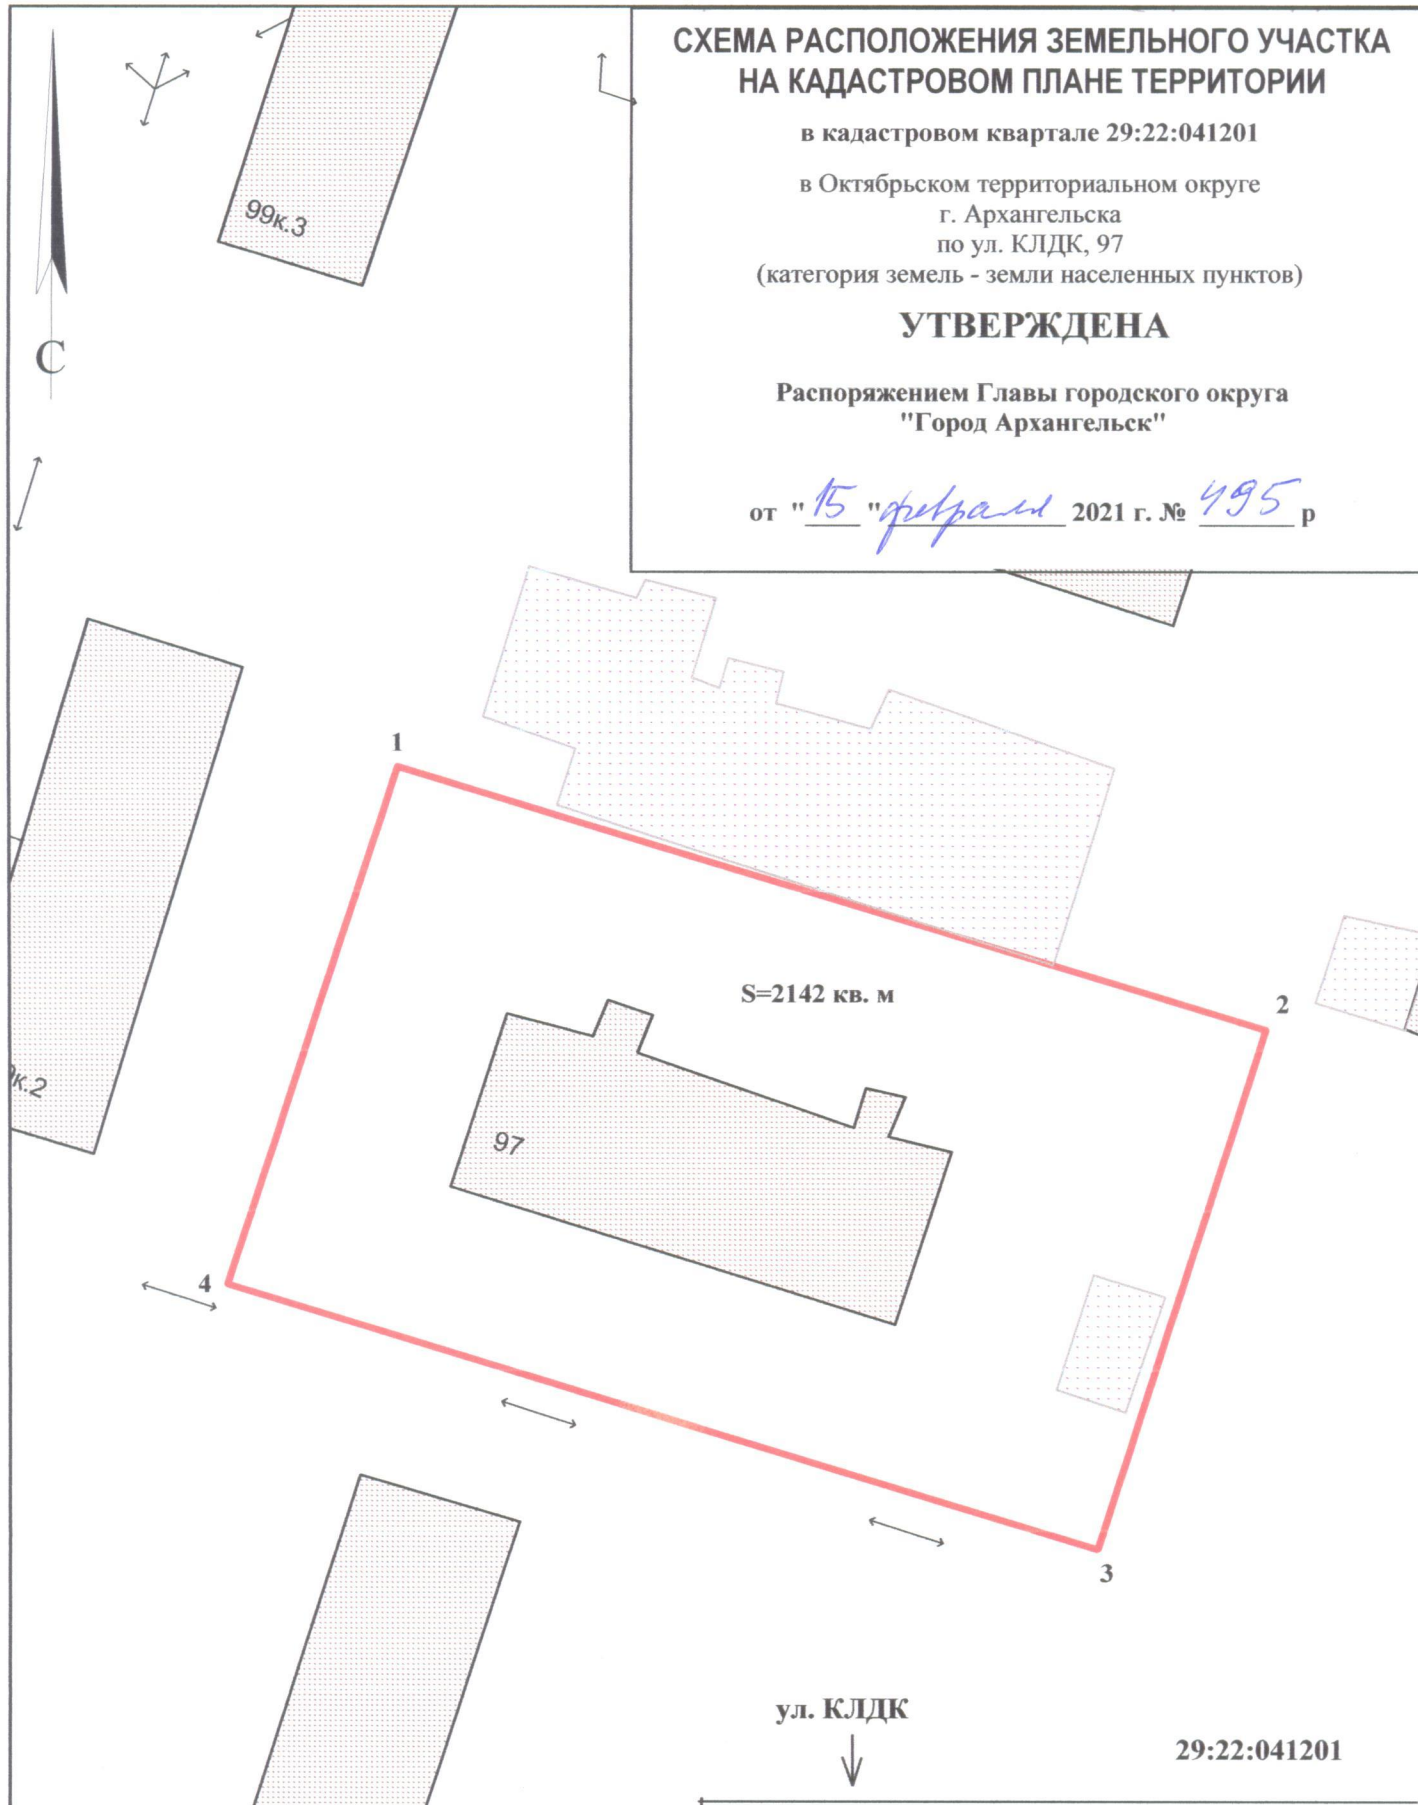 СХЕМА РАСПОЛОЖЕНИЯ ЗЕМЕЛЬНОГО УЧАСТКА
НА КАДАСТРОВОМ ПЛАНЕ ТЕРРИТОРИИ
в кадастровом квартале 29:22:041201
в Октябрьском территориальном округе
г. Архангельска
по ул. КЛДК, 97
(категория земель - земли населенных пунктов)
УТВЕРЖДЕНА
Распоряжением Главы городского округа
"Город Архангельск"
от "15" февраля 2021 г. № 495 р
99к.3
С
1
S=2142 кв. м
2
к.2
97
4
3
ул. КЛДК
29:22:041201